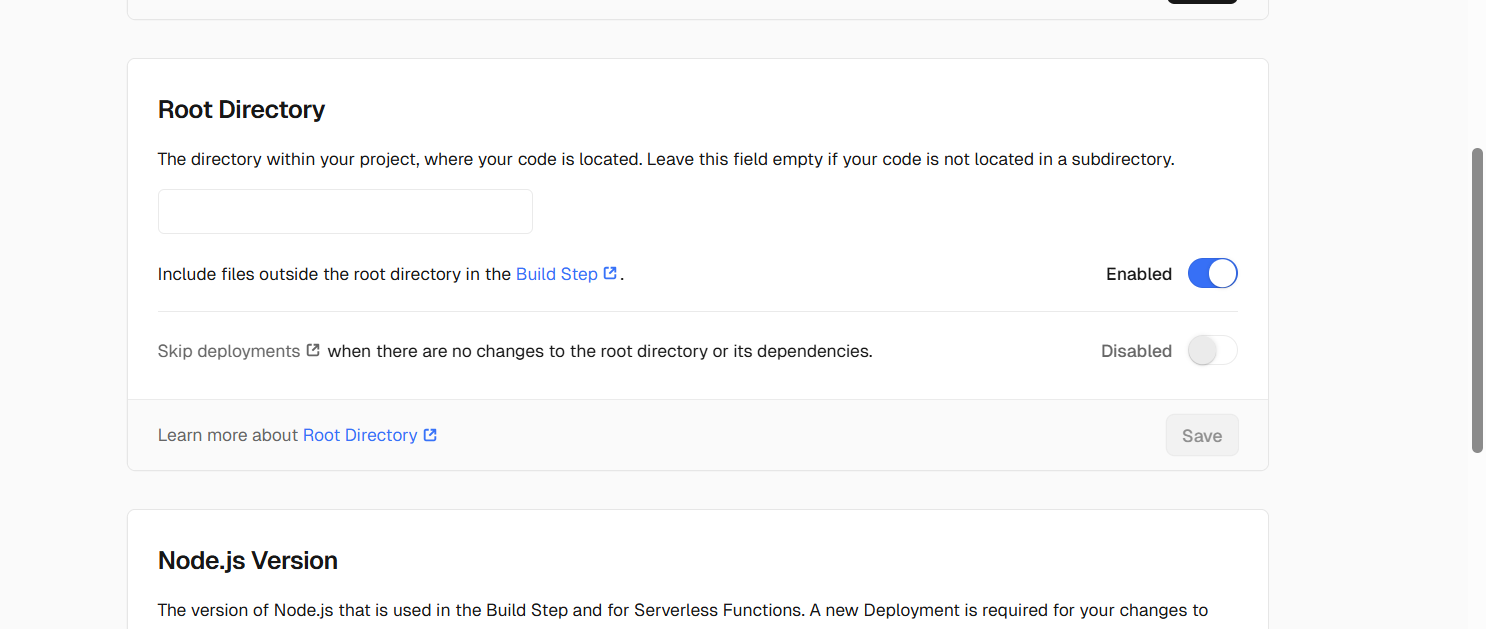 Root Directory
The directory within your project, where your code is located. Leave this field empty if your code is not located in a subdirectory.
Include files outside the root directory in the Build Step.
Enabled
Skip deployments when there are no changes to the root directory or its dependencies.
Disabled
Learn more about Root Directory
Save
Node.js Version
The version of Node.js that is used in the Build Step and for Serverless Functions. A new Deployment is required for your changes to